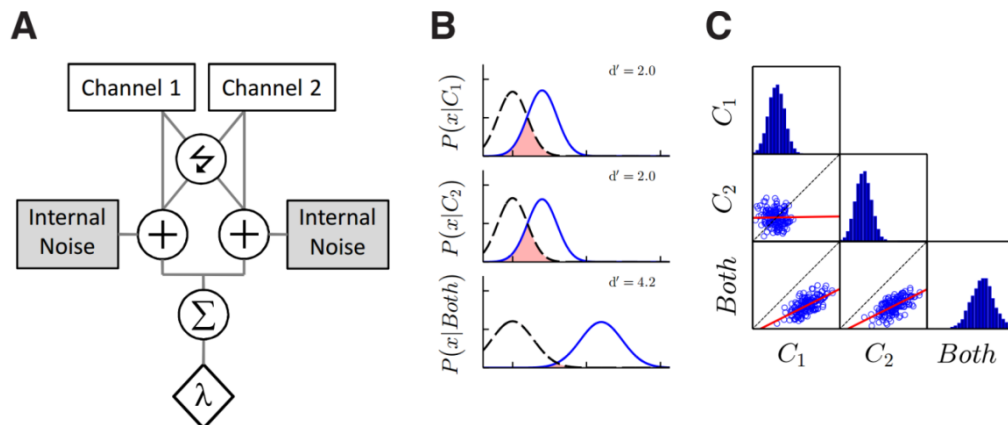 A
Channel 1
Channel 2
Internal
Noise
+
+
Internal
Noise
Σ
λ
B
P(x|C₁)
d′ = 2.0
P(x|C₂)
d′ = 2.0
P(x|Both)
d′ = 4.2
C
C₁
C₂
Both
C₁
C₂
Both